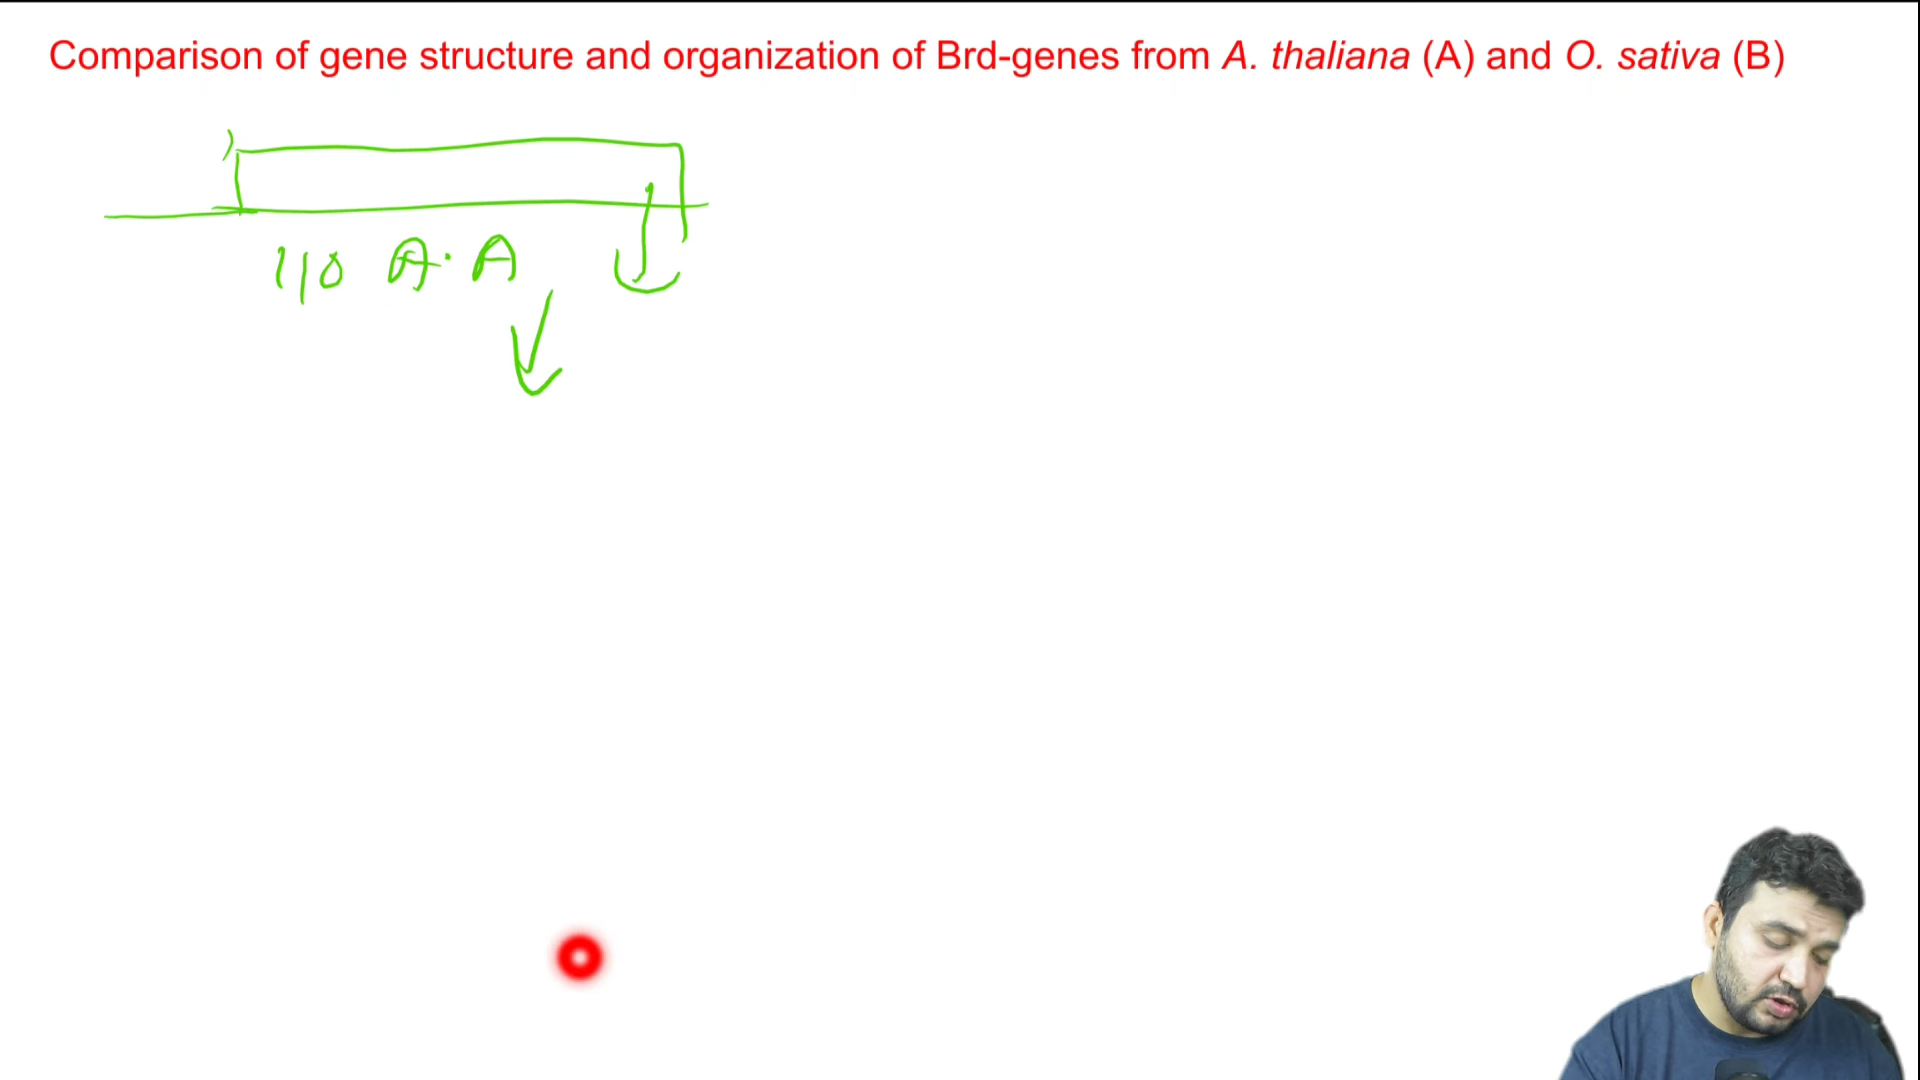 Comparison of gene structure and organization of Brd-genes from A. thaliana (A) and O. sativa (B)
110 A.A